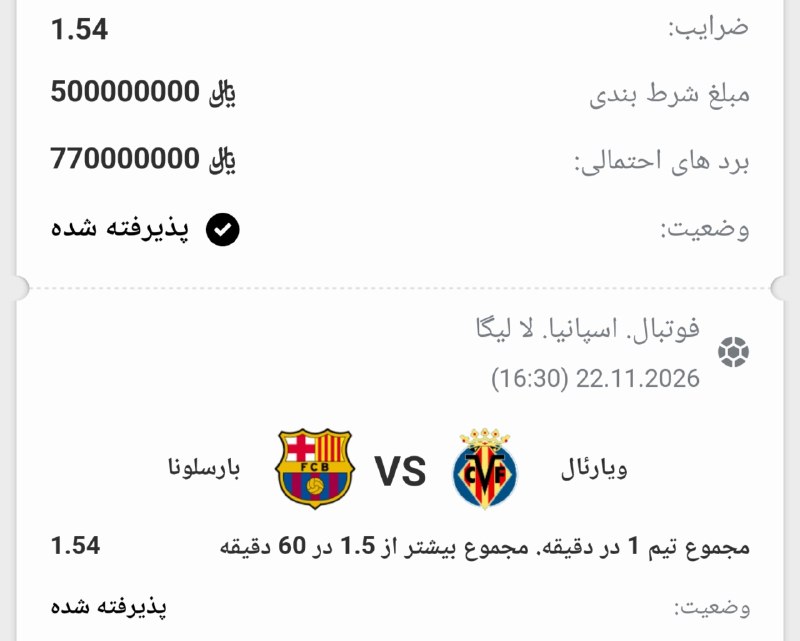 ضرایب: 1.54
مبلغ شرط بندی 500000000 ﷼
برد های احتمالی: 770000000 ﷼
وضعیت: پذیرفته شده
فوتبال. اسپانیا. لا لیگا
22.11.2026 (16:30)
ویارئال VS بارسلونا
CVF
FCB
مجموع تیم 1 در دقیقه. مجموع بیشتر از 1.5 در 60 دقیقه 1.54
وضعیت: پذیرفته شده